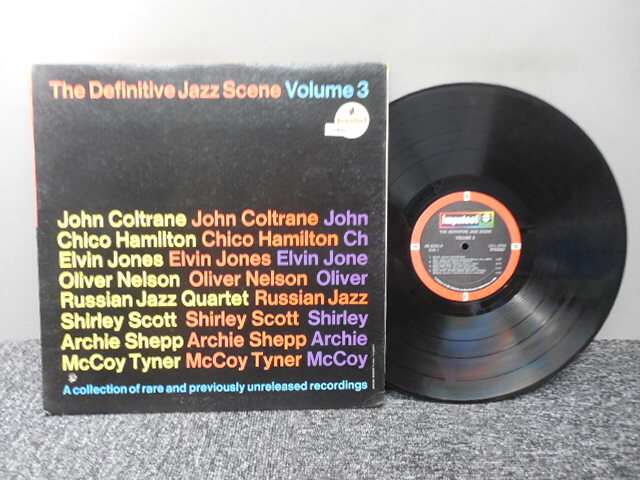 The Definitive Jazz Scene Volume 3
John Coltrane John Coltrane John
Chico Hamilton Chico Hamilton Ch
Elvin Jones Elvin Jones Elvin Jone
Oliver Nelson Oliver Nelson Oliver
Russian Jazz Quartet Russian Jazz
Shirley Scott Shirley Scott Shirley
Archie Shepp Archie Shepp Archie
McCoy Tyner McCoy Tyner McCoy
A collection of rare and previously unreleased recordings
impulse!
THE DEFINITIVE JAZZ SCENE
VOLUME 3